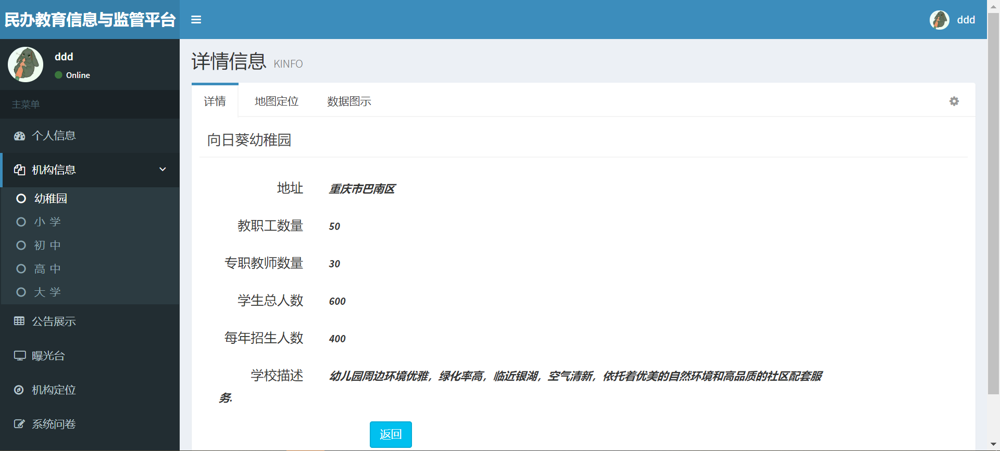 民办教育信息与监管平台
ddd
ddd
Online
主菜单
个人信息
机构信息
幼稚园
小 学
初 中
高 中
大 学
公告展示
曝光台
机构定位
系统问卷
详情信息 KINFO
详情 地图定位 数据图示
向日葵幼稚园
地址 重庆市巴南区
教职工数量 50
专职教师数量 30
学生总人数 600
每年招生人数 400
学校描述 幼儿园周边环境优雅，绿化率高，临近银湖，空气清新，依托着优美的自然环境和高品质的社区配套服
务.
返回